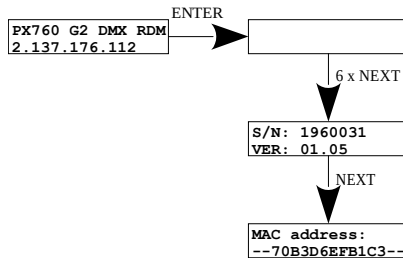 ENTER
PX760 G2 DMX RDM
2.137.176.112
6 x NEXT
S/N: 1960031
VER: 01.05
NEXT
MAC address:
--70B3D6EFB1C3--